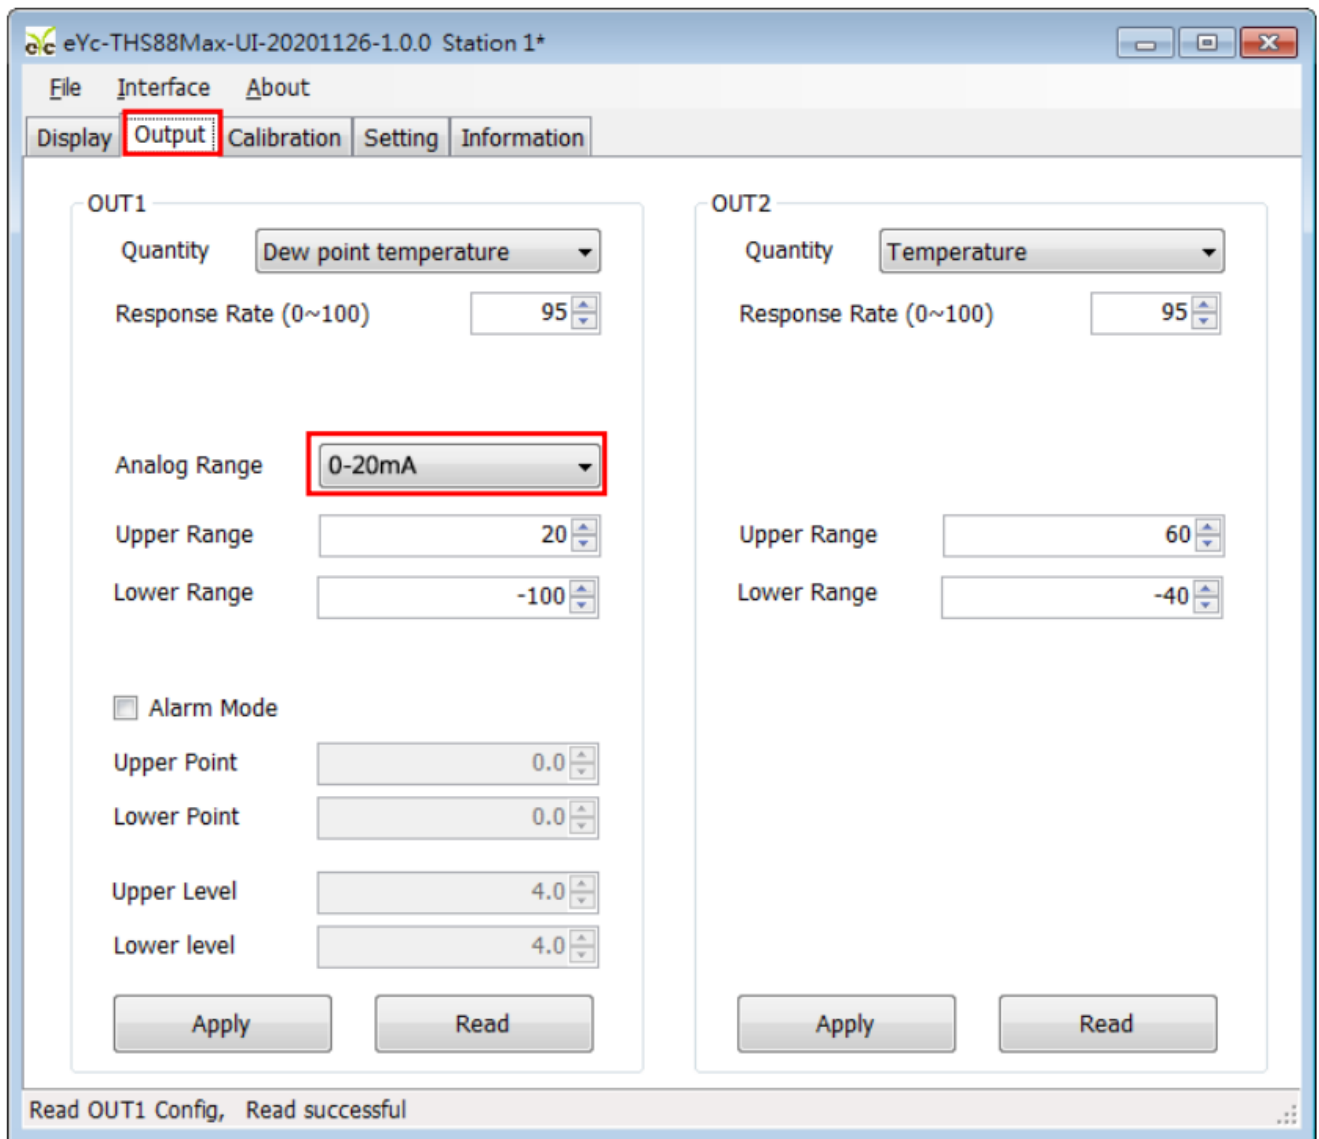 eYc eYc-THS88Max-UI-20201126-1.0.0 Station 1*
File Interface About
Display Output Calibration Setting Information
OUT1
Quantity Dew point temperature
Response Rate (0~100) 95
Analog Range 0-20mA
Upper Range 20
Lower Range -100
Alarm Mode
Upper Point 0.0
Lower Point 0.0
Upper Level 4.0
Lower level 4.0
Apply Read
OUT2
Quantity Temperature
Response Rate (0~100) 95
Upper Range 60
Lower Range -40
Apply Read
Read OUT1 Config, Read successful